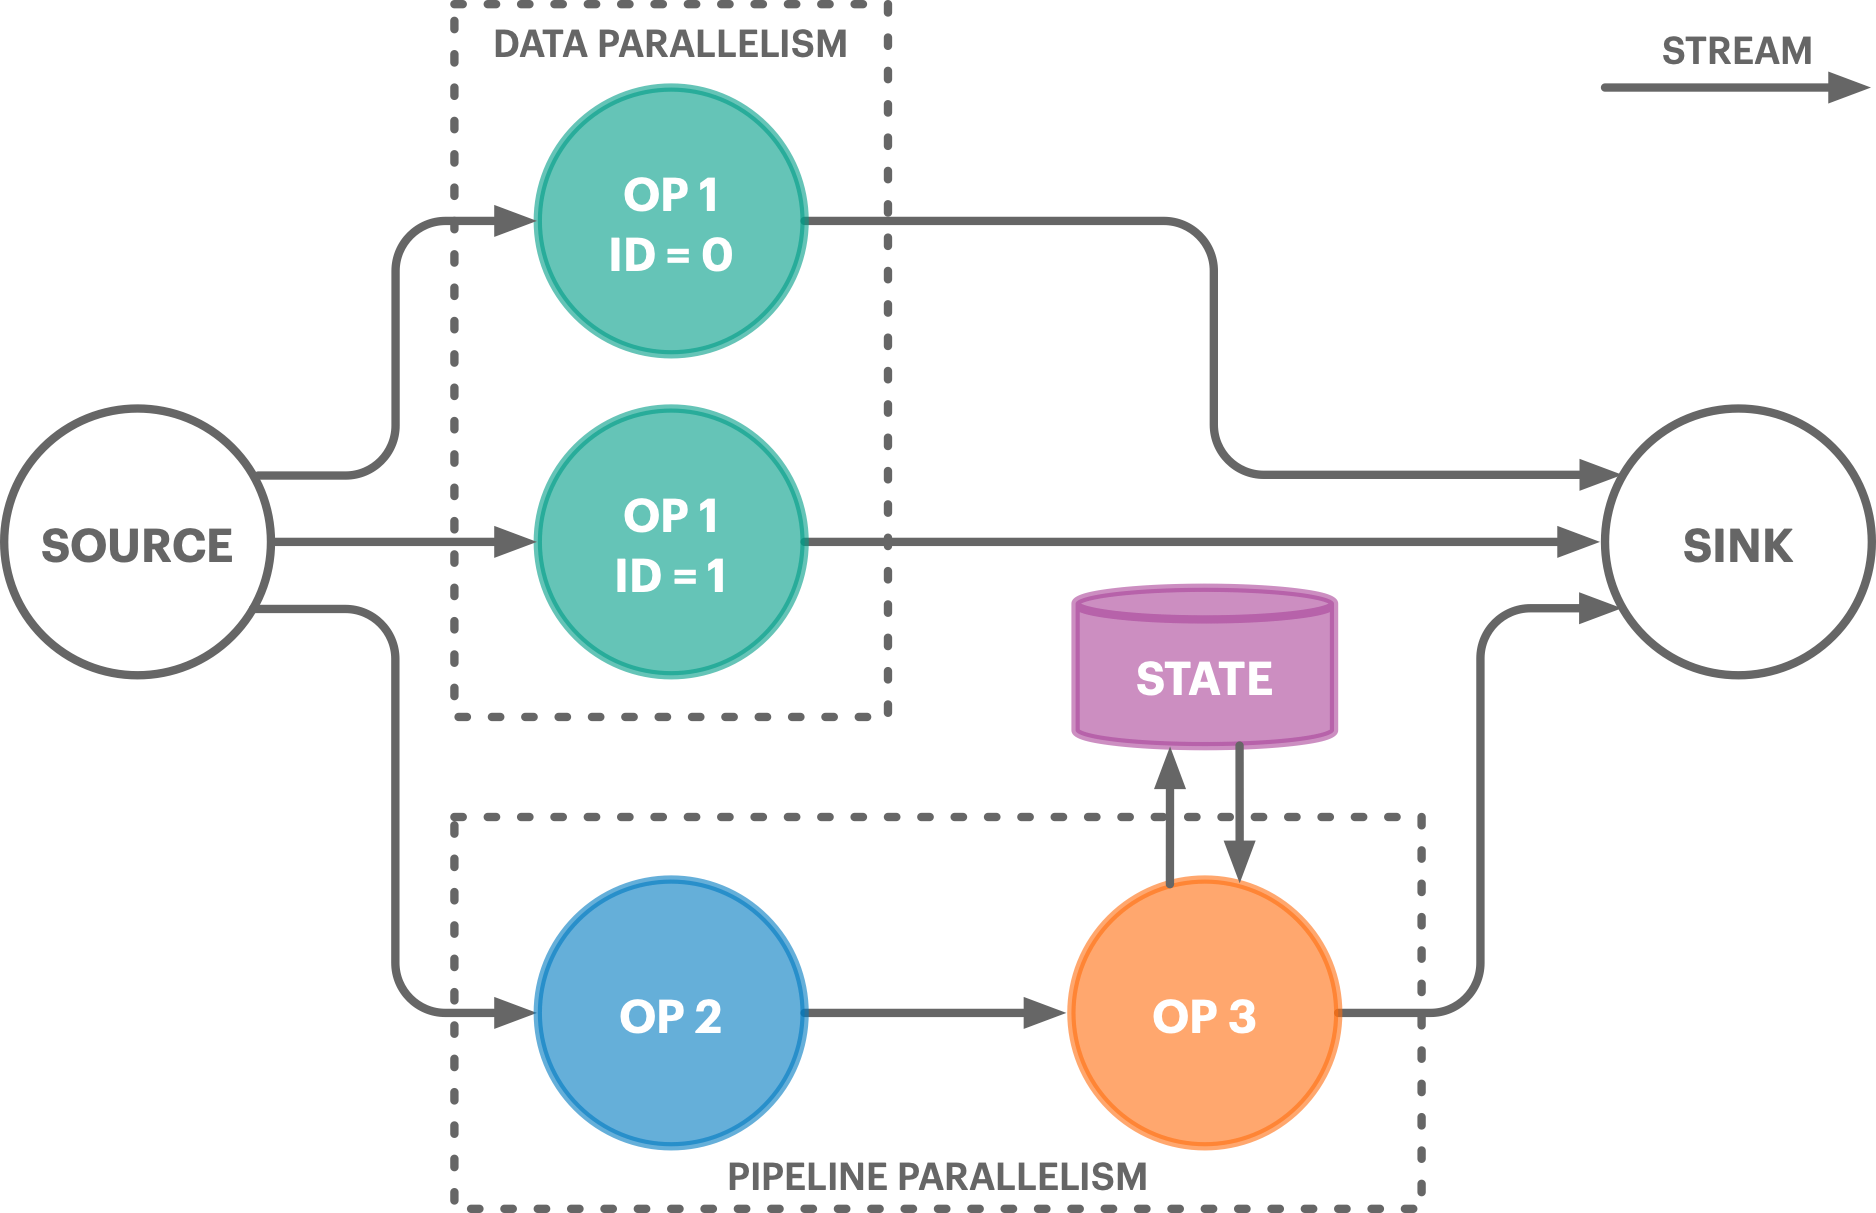 DATA PARALLELISM
STREAM
OP 1
ID = 0
SOURCE
OP 1
ID = 1
SINK
STATE
OP 2
OP 3
PIPELINE PARALLELISM